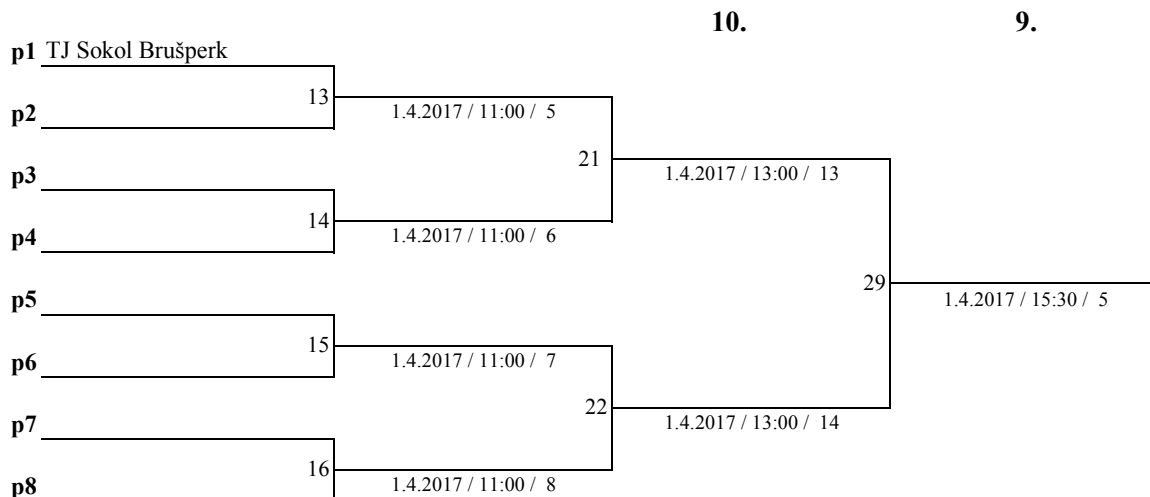 10. 9.
p1 TJ Sokol Brušperk
13
1.4.2017 / 11:00 / 5
p2
21
1.4.2017 / 13:00 / 13
p3
14
1.4.2017 / 11:00 / 6
p4
29
1.4.2017 / 15:30 / 5
p5
15
1.4.2017 / 11:00 / 7
p6
22
1.4.2017 / 13:00 / 14
p7
16
1.4.2017 / 11:00 / 8
p8